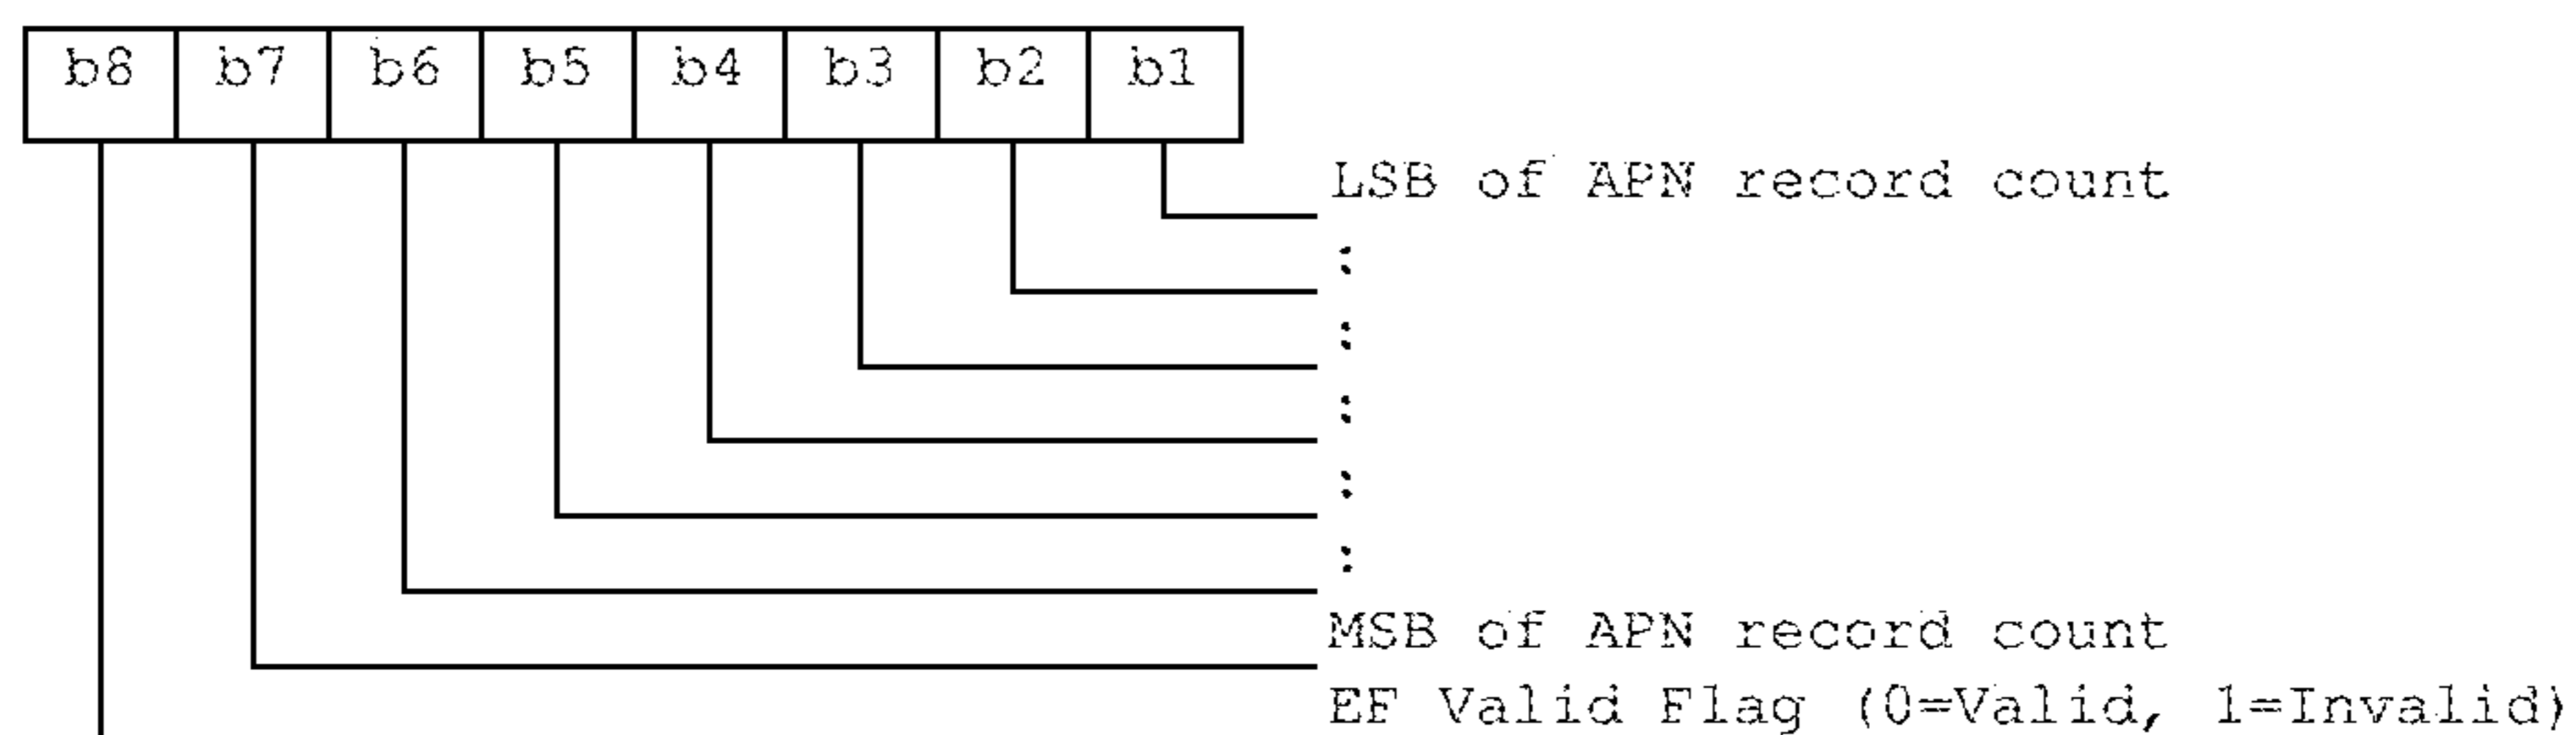 b8 b7 b6 b5 b4 b3 b2 b1
LSB of APN record count
:
:
:
:
:
MSB of APN record count
EF Valid Flag (0=Valid, 1=Invalid)